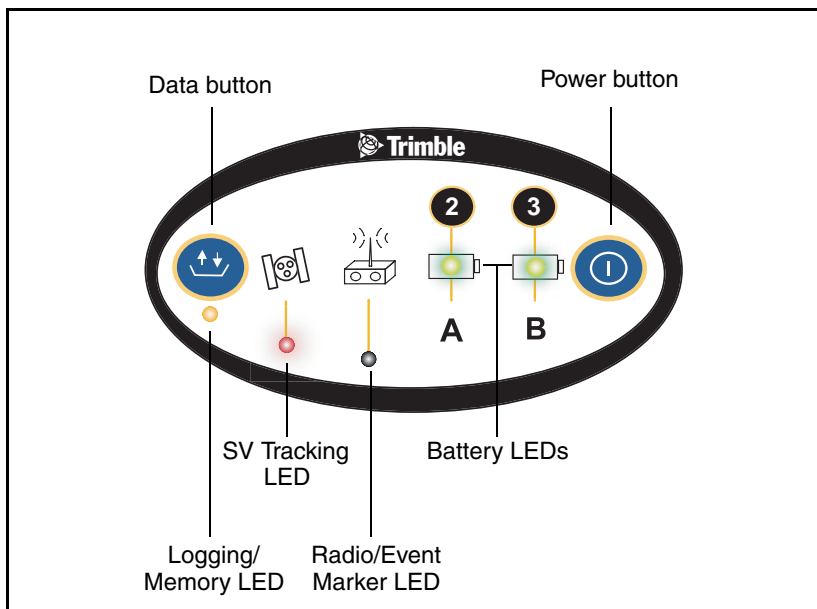 Data button
Power button
Trimble
2
3
A
B
SV Tracking
LED
Battery LEDs
Logging/
Memory LED
Radio/Event
Marker LED